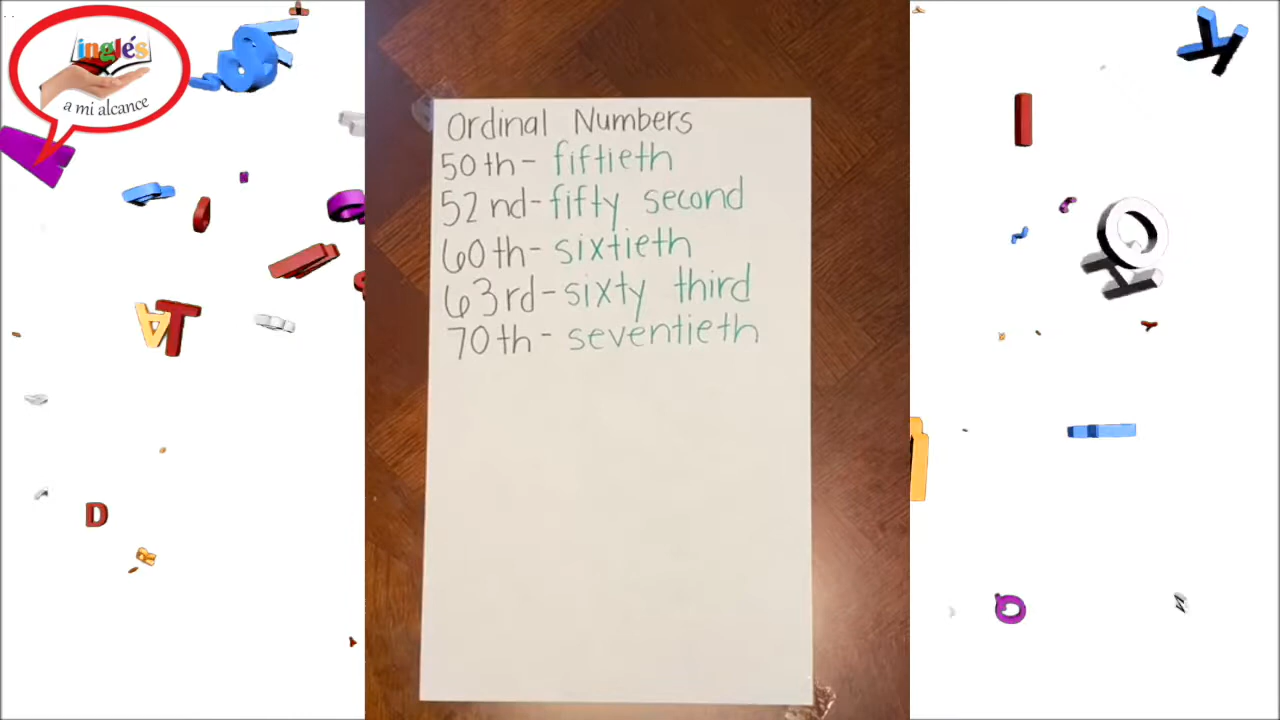 inglés
a mi alcance
Ordinal Numbers
50th- fiftieth
52nd-fifty second
60th- sixtieth
63rd-sixty third
70th- seventieth